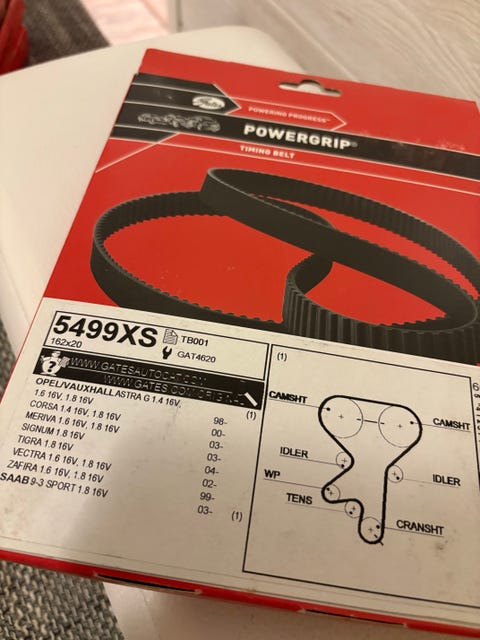 Gates
POWERING PROGRESS™
POWERGRIP®
TIMING BELT
5499XS
162x20
TB001
GAT4620
WWW.GATESAUTOCAT.COM
WWW.GATES.COM/ORIGIN
OPEL/VAUXHALL ASTRA G 1.4 16V, (1)
1.6 16V, 1.8 16V 98-
CORSA 1.4 16V, 1.8 16V 00-
MERIVA 1.6 16V, 1.8 16V 03-
SIGNUM 1.8 16V 03-
TIGRA 1.8 16V 04-
VECTRA 1.6 16V, 1.8 16V 02-
ZAFIRA 1.6 16V, 1.8 16V 99-
SAAB 9-3 SPORT 1.8 16V 03- (1)
(1)
CAMSHT
CAMSHT
IDLER
IDLER
WP
TENS
CRANSHT